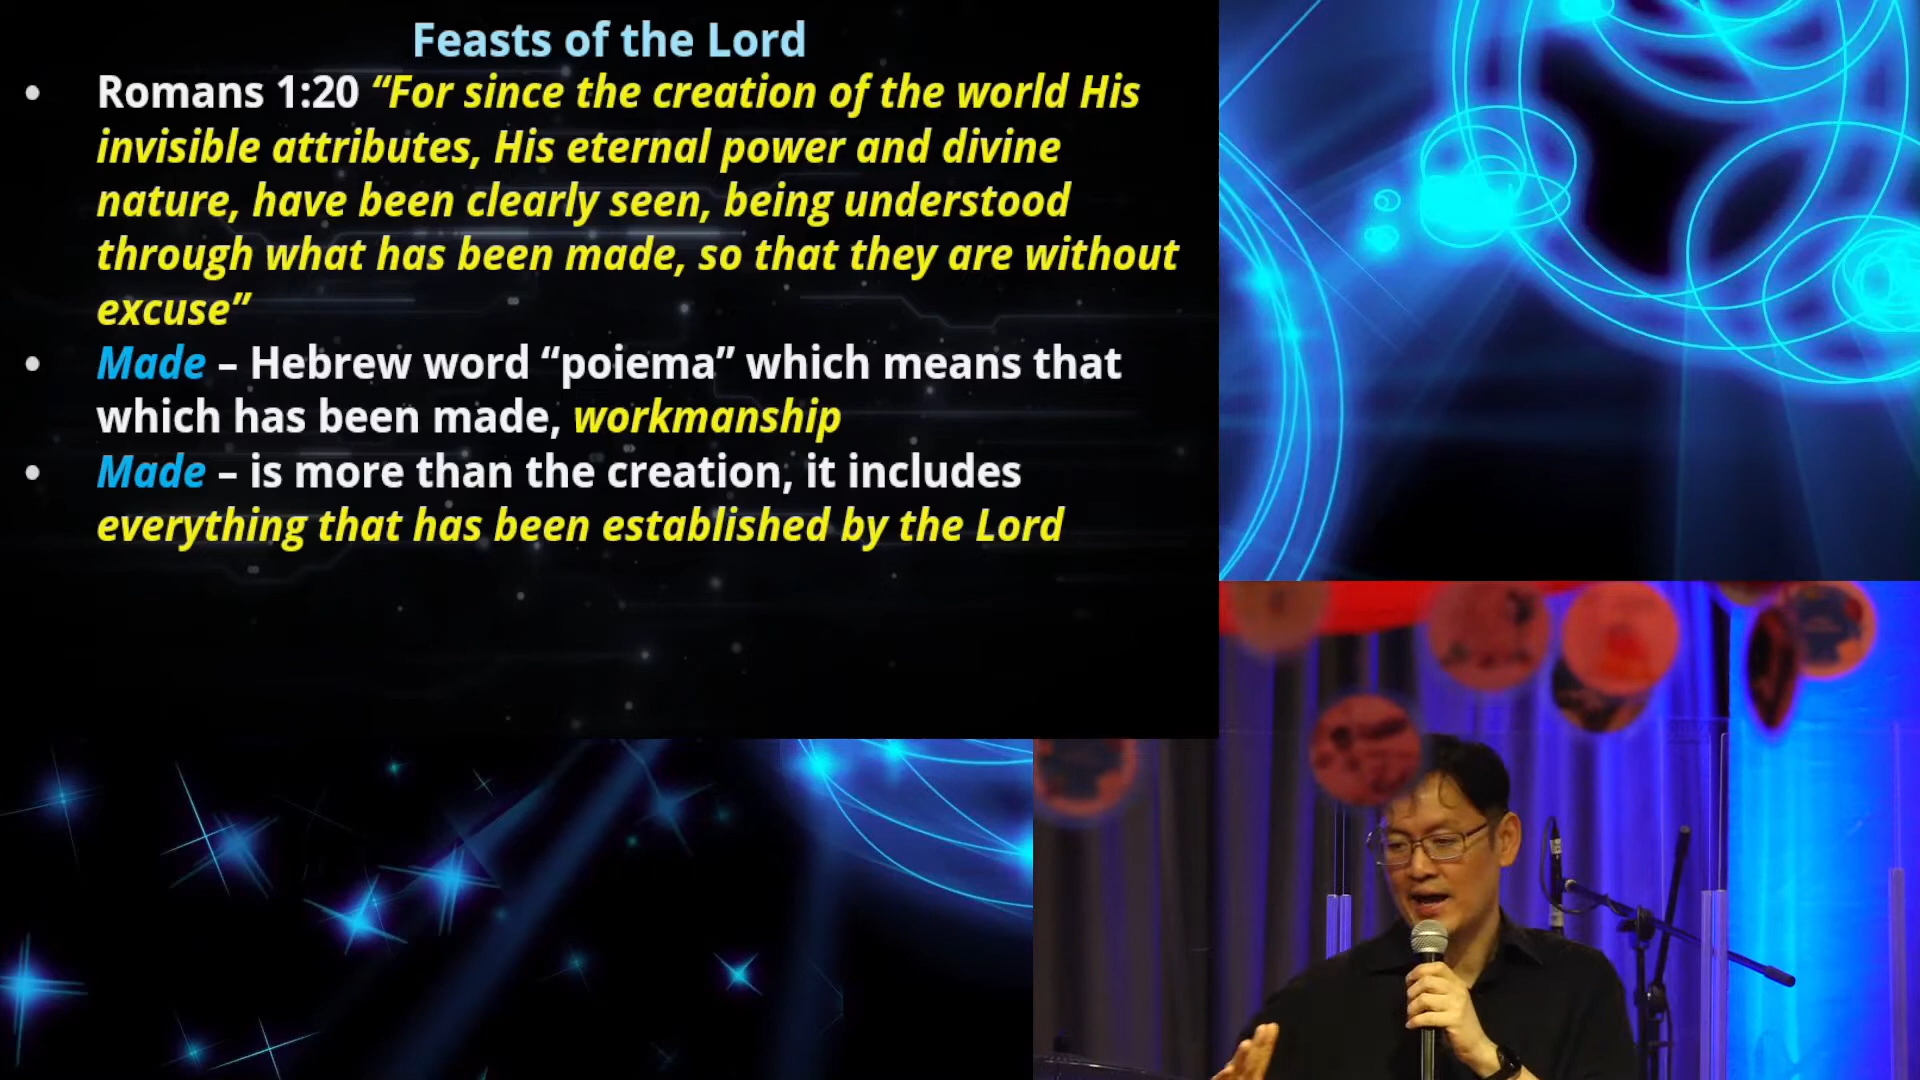 Feasts of the Lord
• Romans 1:20 “For since the creation of the world His
invisible attributes, His eternal power and divine
nature, have been clearly seen, being understood
through what has been made, so that they are without
excuse”
• Made – Hebrew word “poiema” which means that
which has been made, workmanship
• Made – is more than the creation, it includes
everything that has been established by the Lord